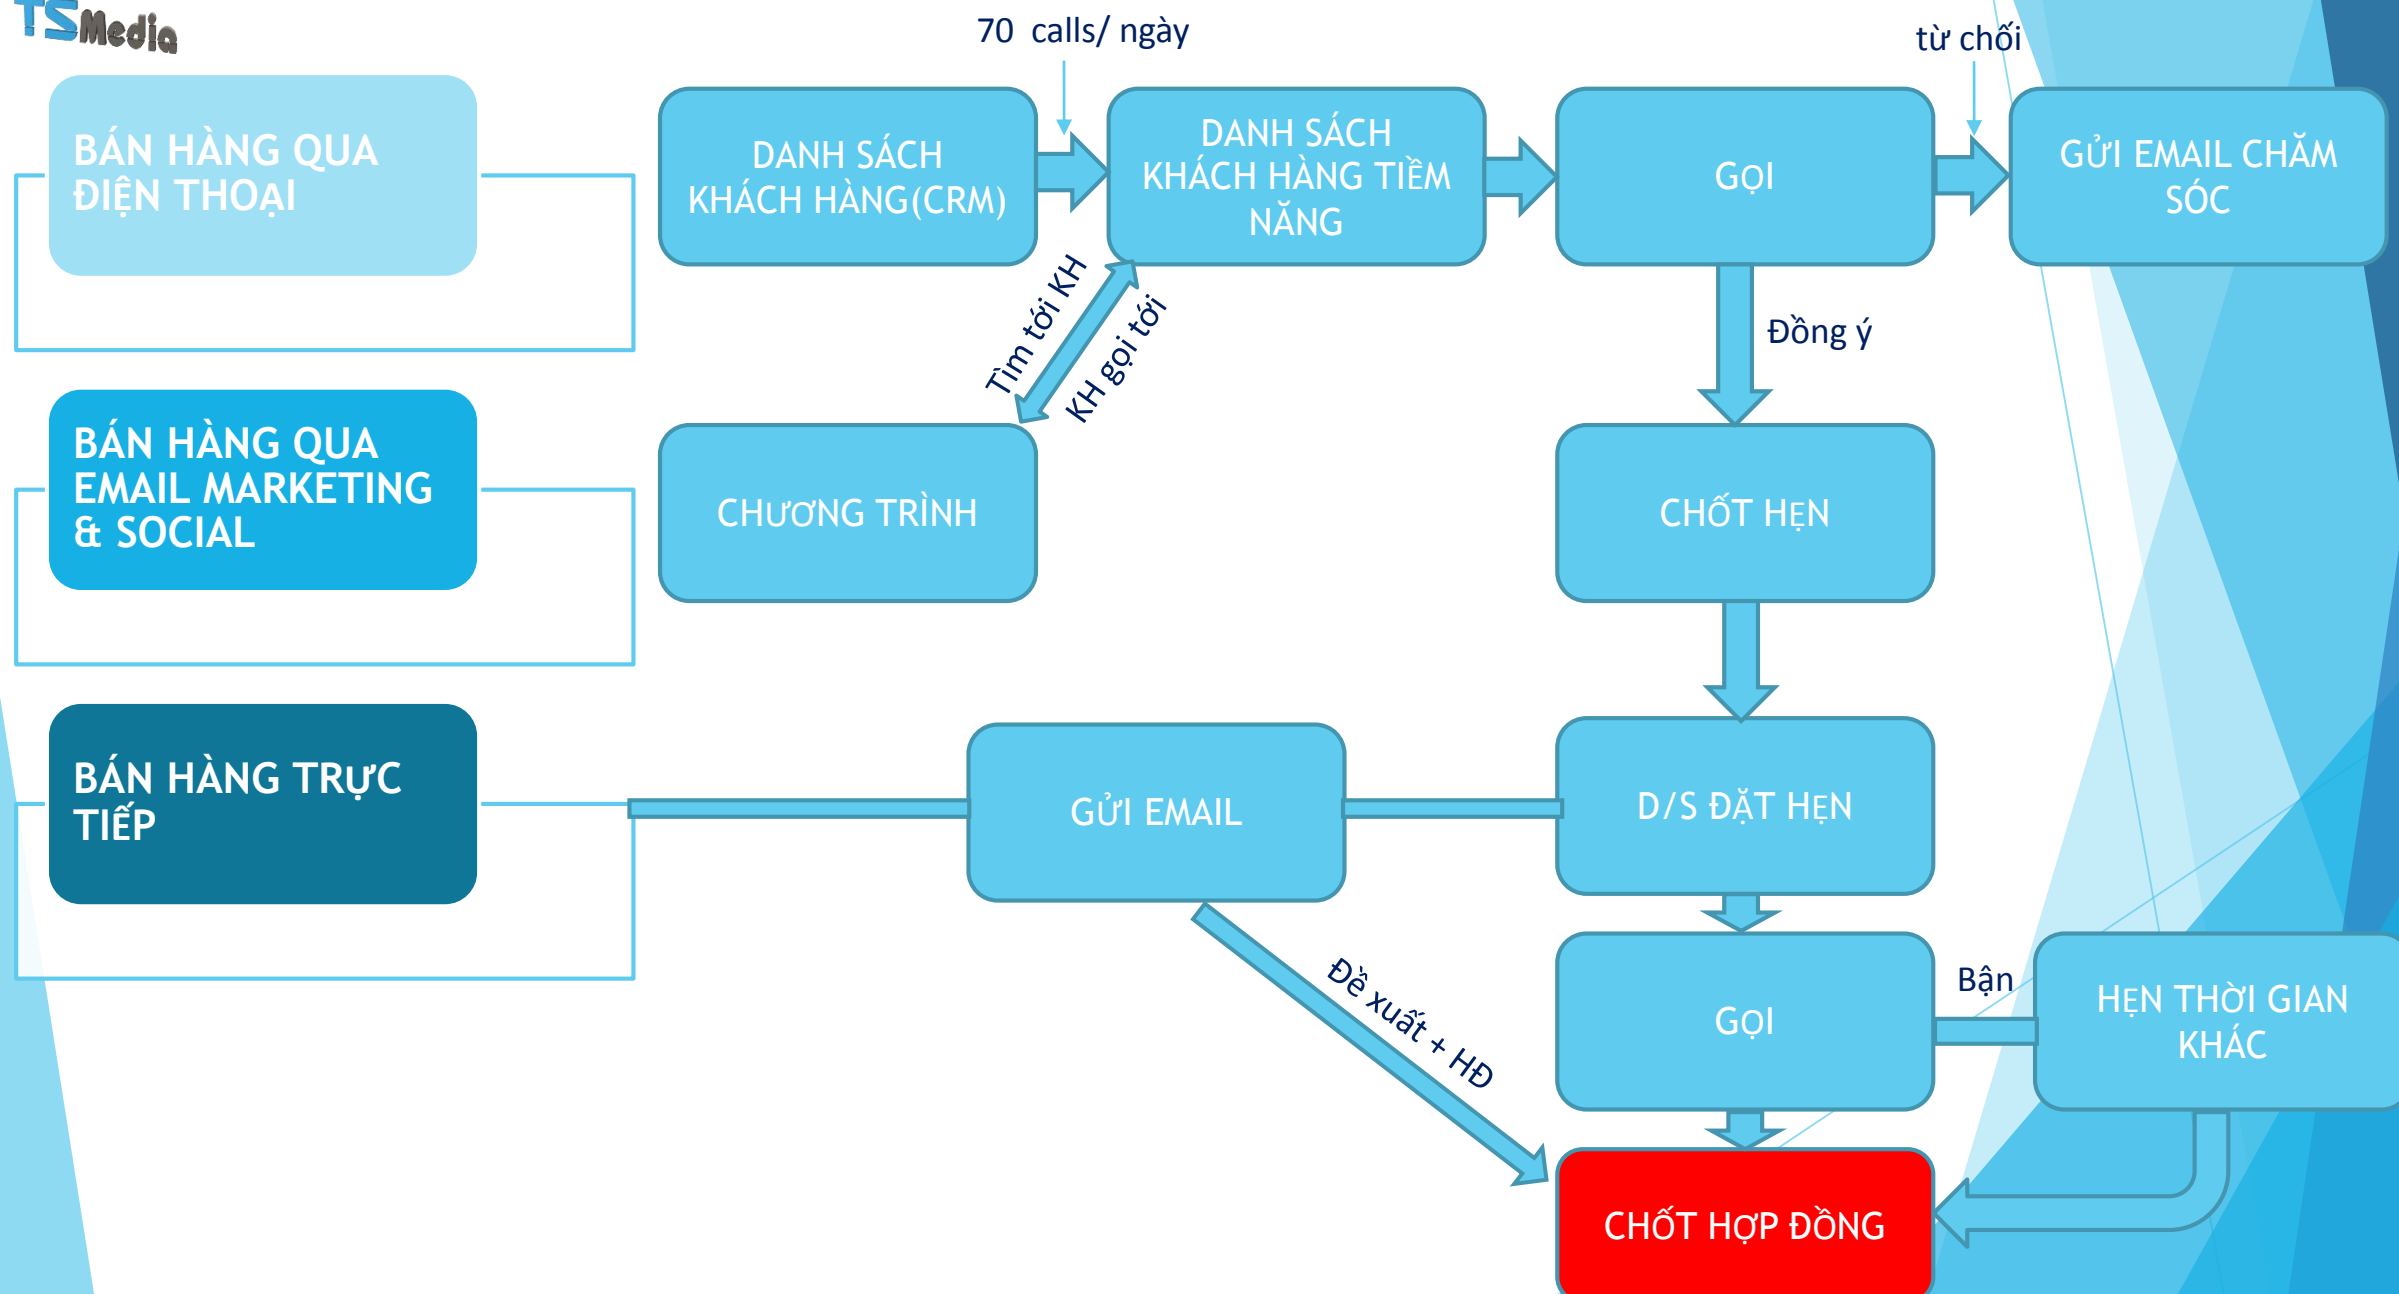 TSMedia
70 calls/ ngày
từ chối
BÁN HÀNG QUA
ĐIỆN THOẠI
DANH SÁCH
KHÁCH HÀNG(CRM)
DANH SÁCH
KHÁCH HÀNG TIỀM
NĂNG
GỌI
GỬI EMAIL CHĂM
SÓC
Tìm tới KH
KH gọi tới
Đồng ý
BÁN HÀNG QUA
EMAIL MARKETING
& SOCIAL
CHƯƠNG TRÌNH
CHỐT HẸN
BÁN HÀNG TRỰC
TIẾP
GỬI EMAIL
D/S ĐẶT HẸN
Đề xuất + HĐ
GỌI
Bận
HẸN THỜI GIAN
KHÁC
CHỐT HỢP ĐỒNG